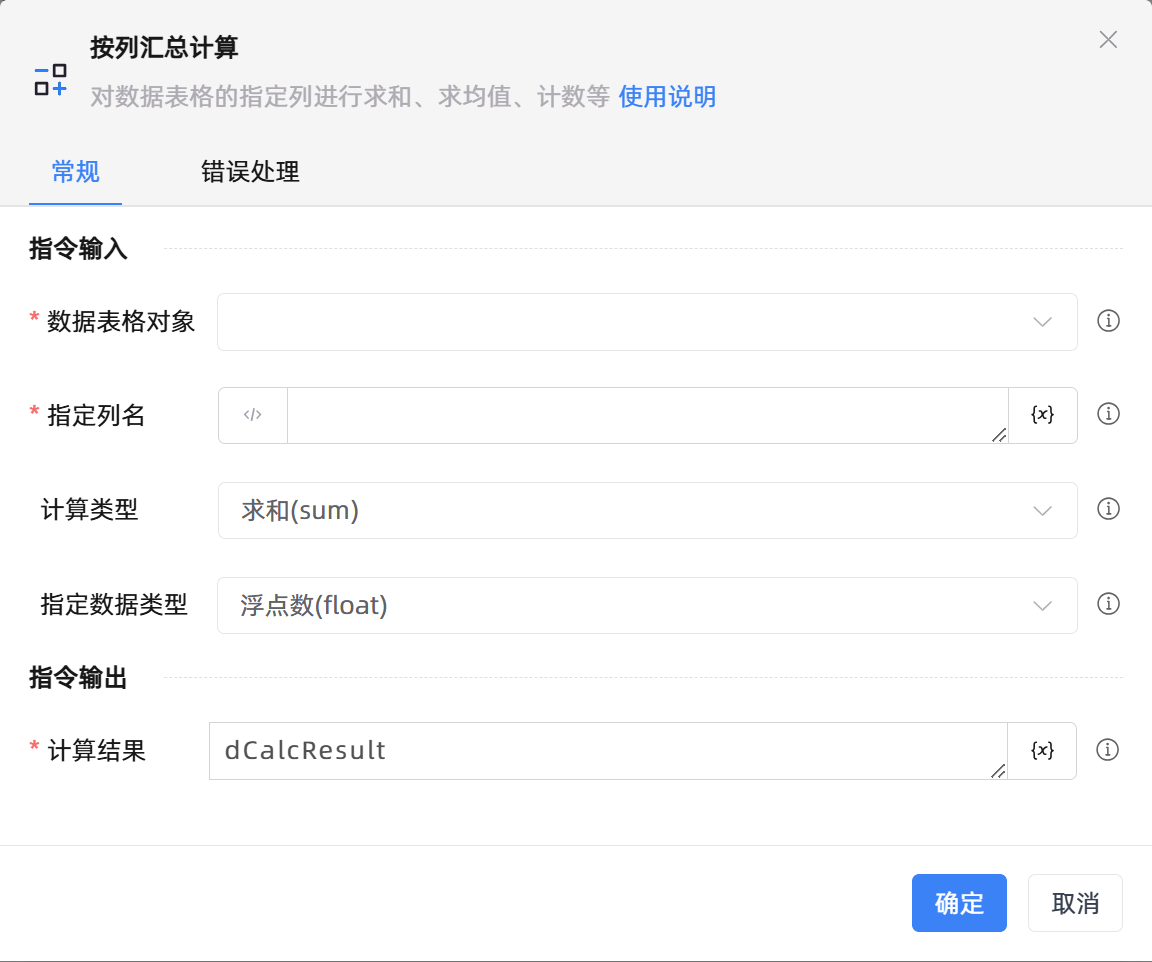 按列汇总计算
对数据表格的指定列进行求和、求均值、计数等 使用说明
常规 错误处理
指令输入
* 数据表格对象
* 指定列名 </> {x}
计算类型 求和(sum)
指定数据类型 浮点数(float)
指令输出
* 计算结果 dCalcResult {x}
确定 取消